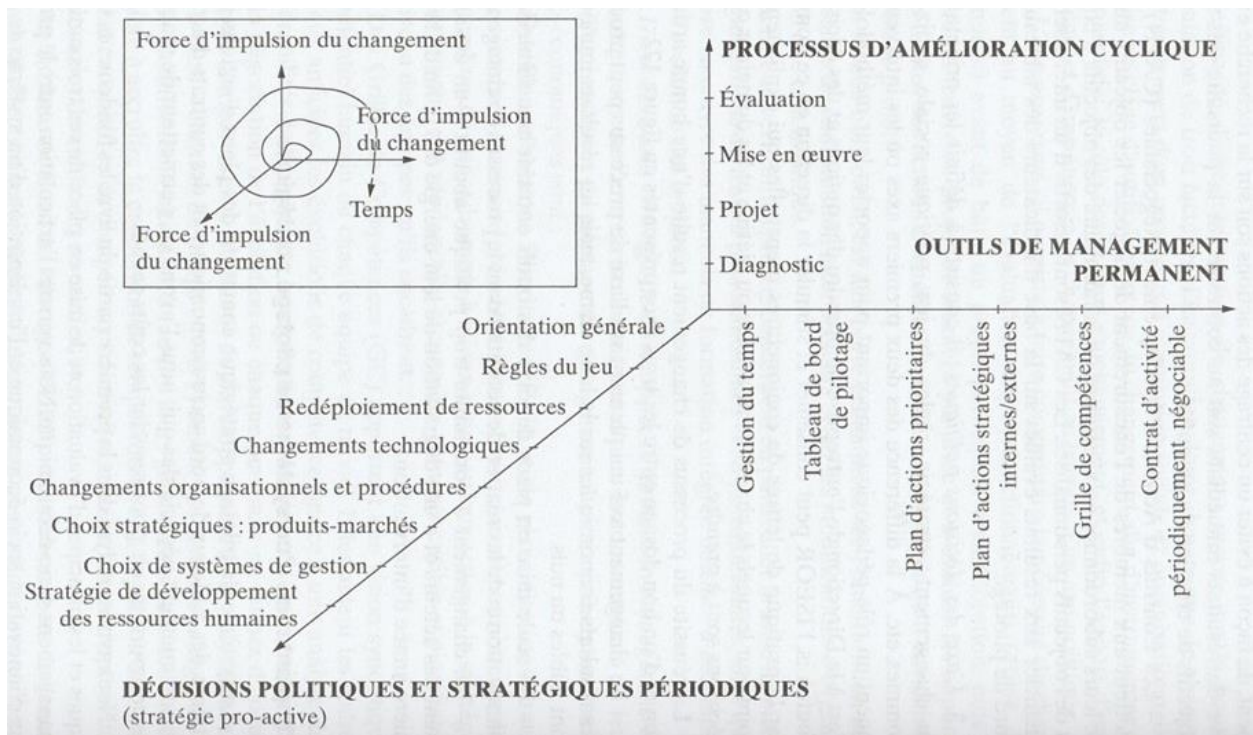 Force d'impulsion du changement
Force d'impulsion
du changement
Temps
Force d'impulsion
du changement
PROCESSUS D'AMÉLIORATION CYCLIQUE
Évaluation
Mise en œuvre
Projet
Diagnostic
OUTILS DE MANAGEMENT
PERMANENT
Gestion du temps
Tableau de bord
de pilotage
Plan d'actions prioritaires
Plan d'actions stratégiques
internes/externes
Grille de compétences
Contrat d'activité
périodiquement négociable
Orientation générale
Règles du jeu
Redéploiement de ressources
Changements technologiques
Changements organisationnels et procédures
Choix stratégiques : produits-marchés
Choix de systèmes de gestion
Stratégie de développement
des ressources humaines
DÉCISIONS POLITIQUES ET STRATÉGIQUES PÉRIODIQUES
(stratégie pro-active)